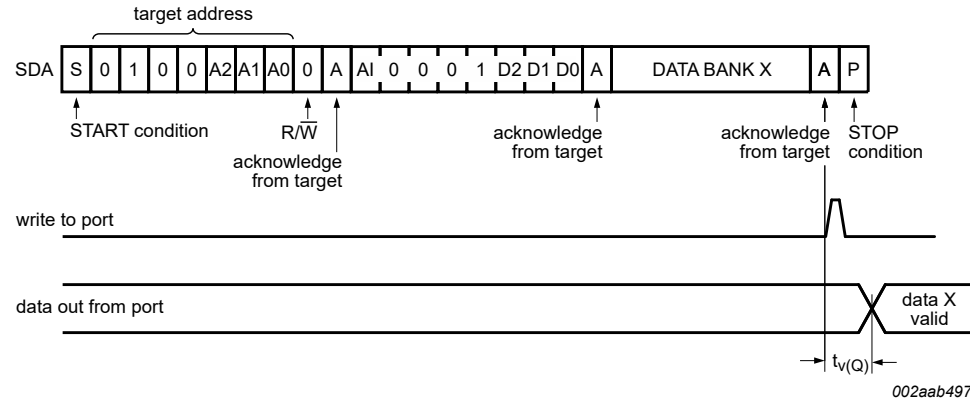 target address
SDA S 0 1 0 0 A2 A1 A0 0 A AI 0 0 0 1 D2 D1 D0 A DATA BANK X A P
START condition
R/W̅
acknowledge
from target
acknowledge
from target
acknowledge
from target
STOP
condition
write to port
data out from port
data X
valid
tv(Q)
002aab497